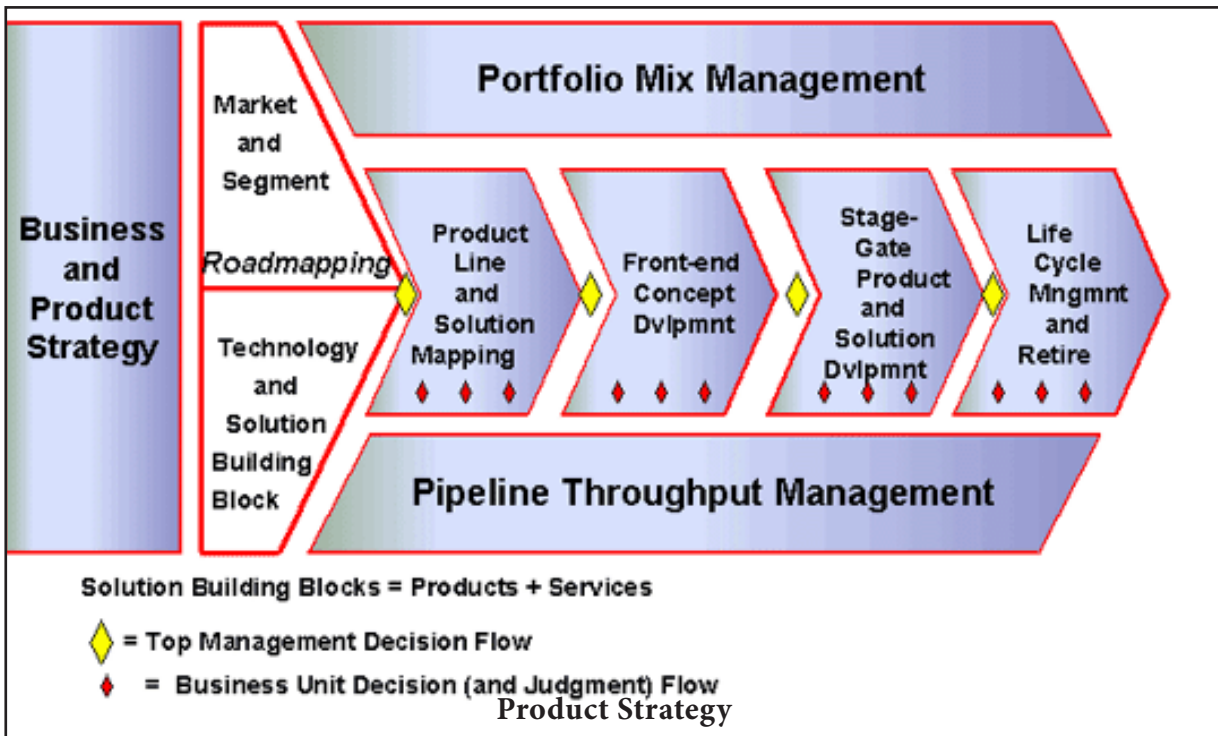 Portfolio Mix Management
Business
and
Product
Strategy
Market
and
Segment
Roadmapping
Technology
and
Solution
Building
Block
Product
Line
and
Solution
Mapping
Front-end
Concept
Dvlpmnt
Stage-
Gate
Product
and
Solution
Dvlpmnt
Life
Cycle
Mngmnt
and
Retire
Pipeline Throughput Management
Solution Building Blocks = Products + Services
= Top Management Decision Flow
= Business Unit Decision (and Judgment) Flow
Product Strategy